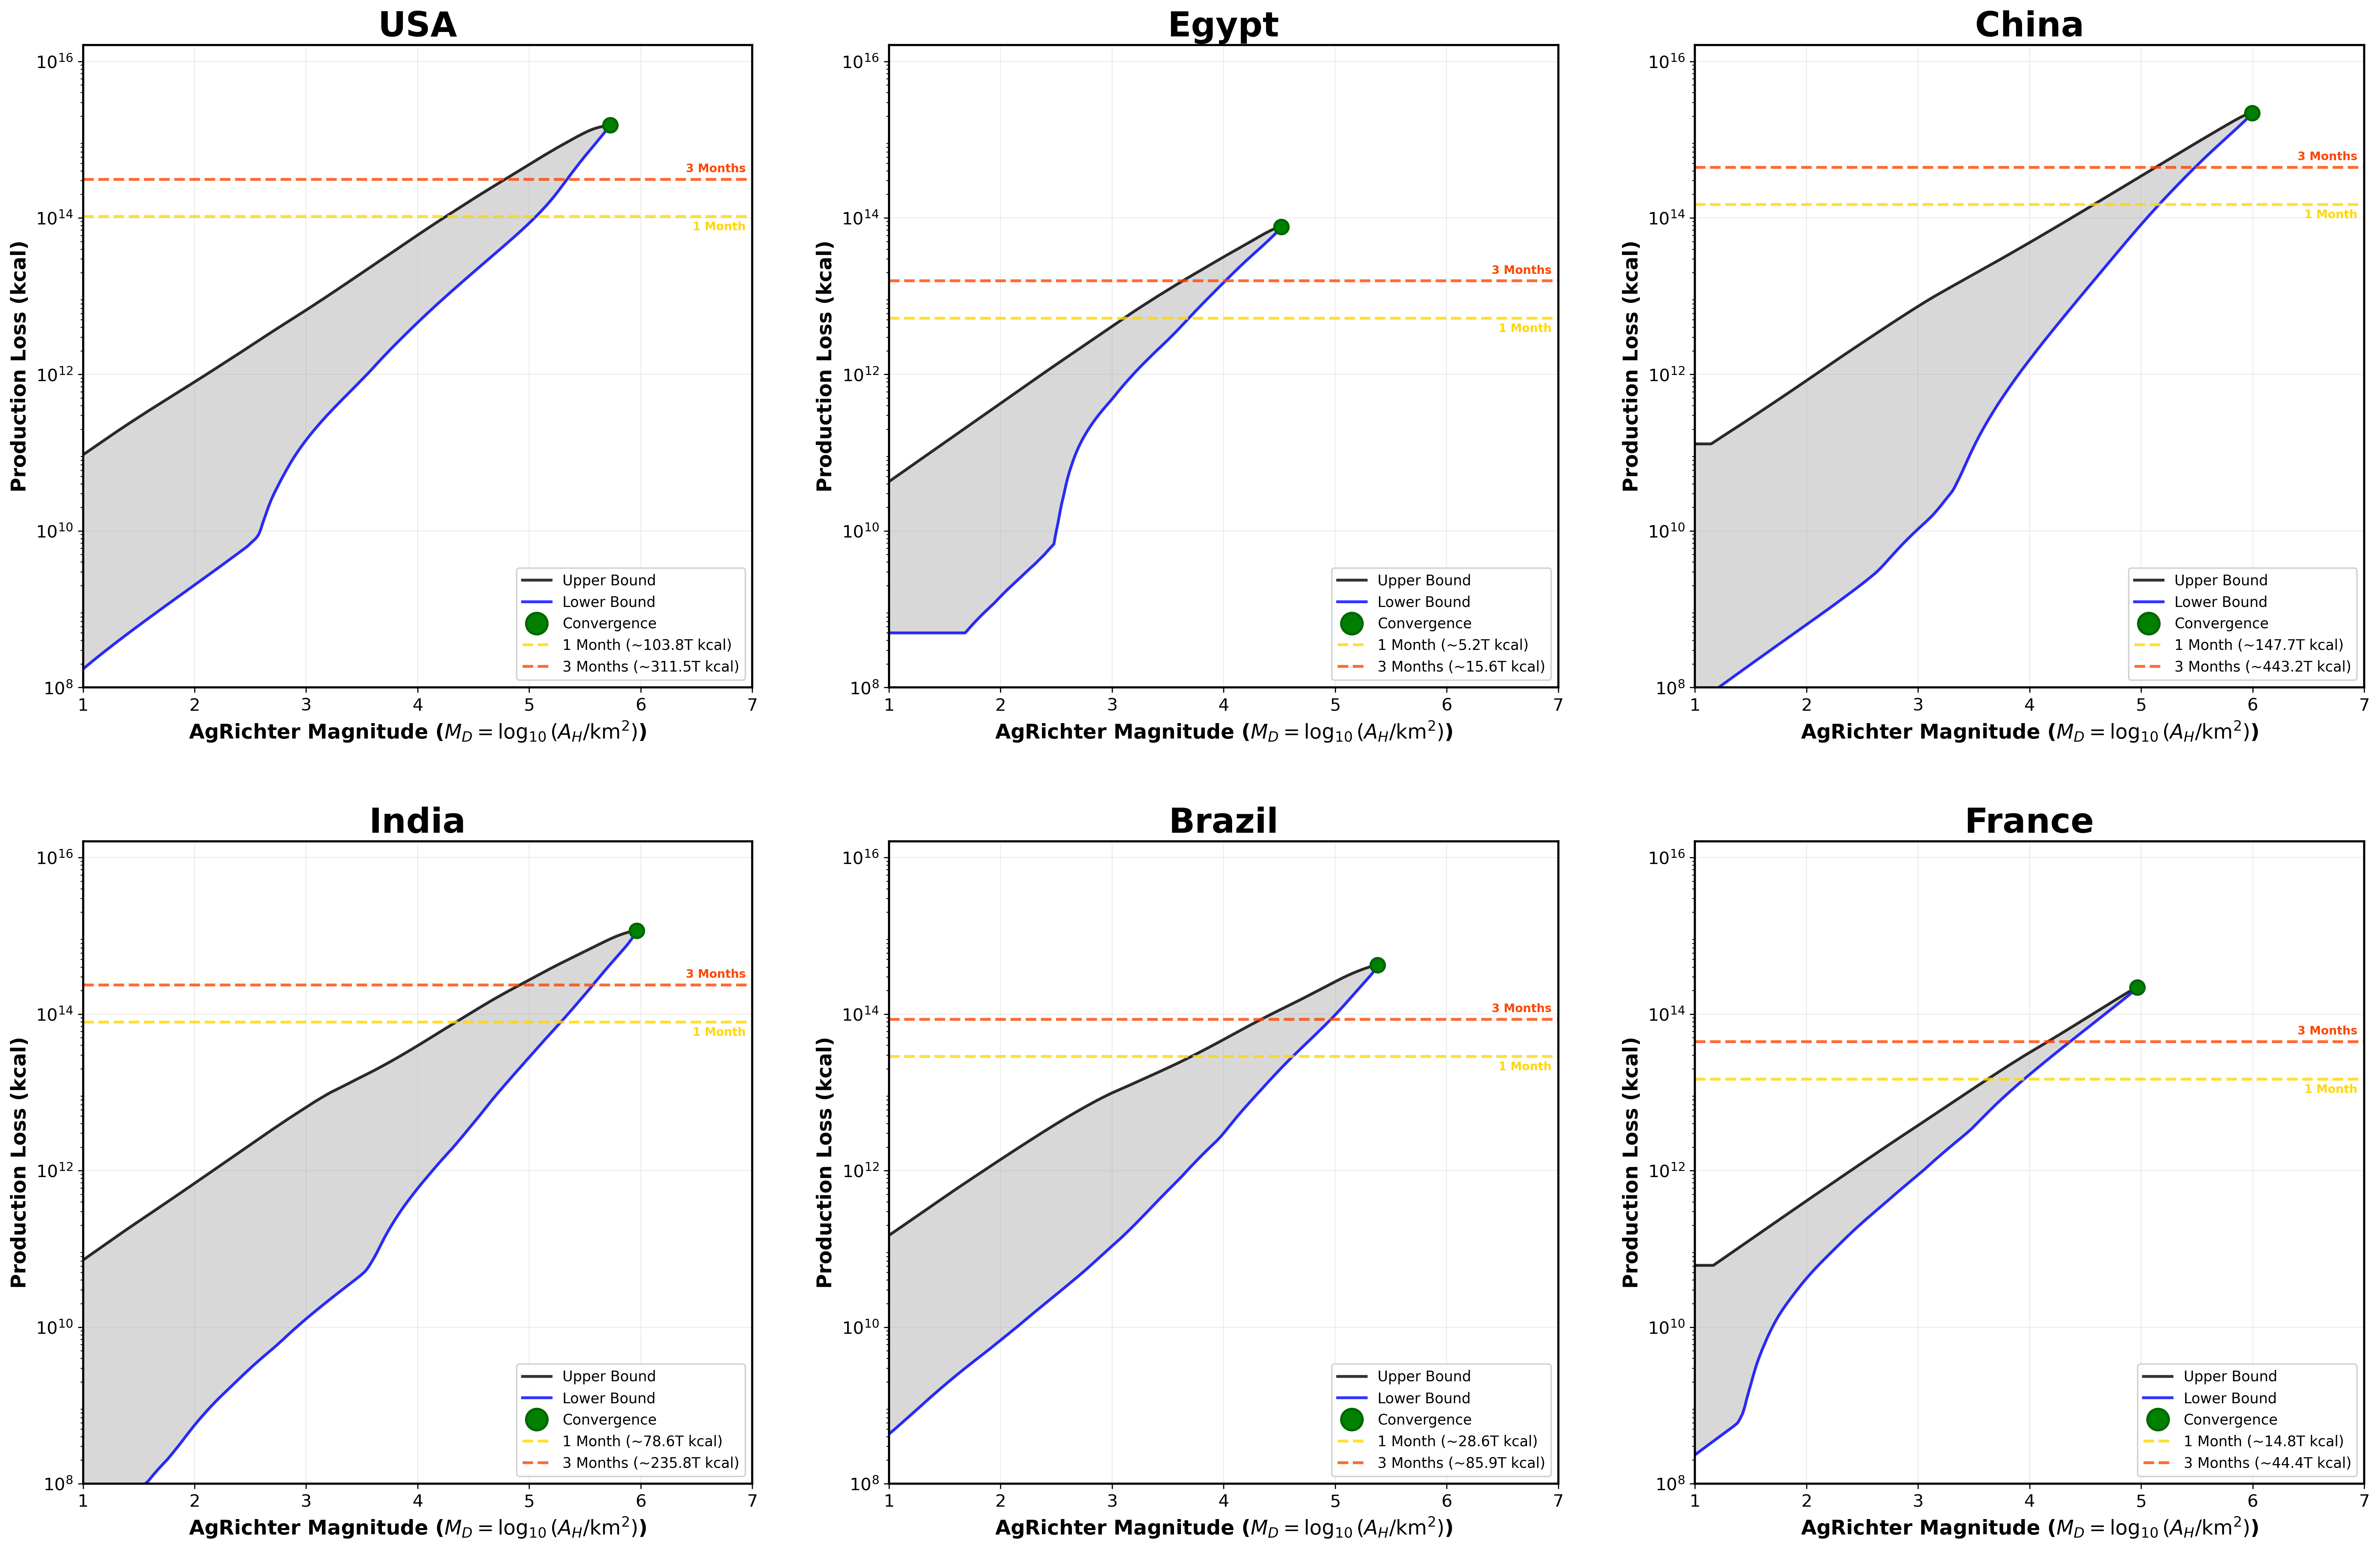 USA
Production Loss (kcal)
10^16
10^14
10^12
10^10
10^8
3 Months
1 Month
Upper Bound
Lower Bound
Convergence
1 Month (~103.8T kcal)
3 Months (~311.5T kcal)
1 2 3 4 5 6 7
AgRichter Magnitude (M_D = log_10 (A_H/km^2))
Egypt
Production Loss (kcal)
10^16
10^14
10^12
10^10
10^8
3 Months
1 Month
Upper Bound
Lower Bound
Convergence
1 Month (~5.2T kcal)
3 Months (~15.6T kcal)
1 2 3 4 5 6 7
AgRichter Magnitude (M_D = log_10 (A_H/km^2))
China
Production Loss (kcal)
10^16
10^14
10^12
10^10
10^8
3 Months
1 Month
Upper Bound
Lower Bound
Convergence
1 Month (~147.7T kcal)
3 Months (~443.2T kcal)
1 2 3 4 5 6 7
AgRichter Magnitude (M_D = log_10 (A_H/km^2))
India
Production Loss (kcal)
10^16
10^14
10^12
10^10
10^8
3 Months
1 Month
Upper Bound
Lower Bound
Convergence
1 Month (~78.6T kcal)
3 Months (~235.8T kcal)
1 2 3 4 5 6 7
AgRichter Magnitude (M_D = log_10 (A_H/km^2))
Brazil
Production Loss (kcal)
10^16
10^14
10^12
10^10
10^8
3 Months
1 Month
Upper Bound
Lower Bound
Convergence
1 Month (~28.6T kcal)
3 Months (~85.9T kcal)
1 2 3 4 5 6 7
AgRichter Magnitude (M_D = log_10 (A_H/km^2))
France
Production Loss (kcal)
10^16
10^14
10^12
10^10
10^8
3 Months
1 Month
Upper Bound
Lower Bound
Convergence
1 Month (~14.8T kcal)
3 Months (~44.4T kcal)
1 2 3 4 5 6 7
AgRichter Magnitude (M_D = log_10 (A_H/km^2))